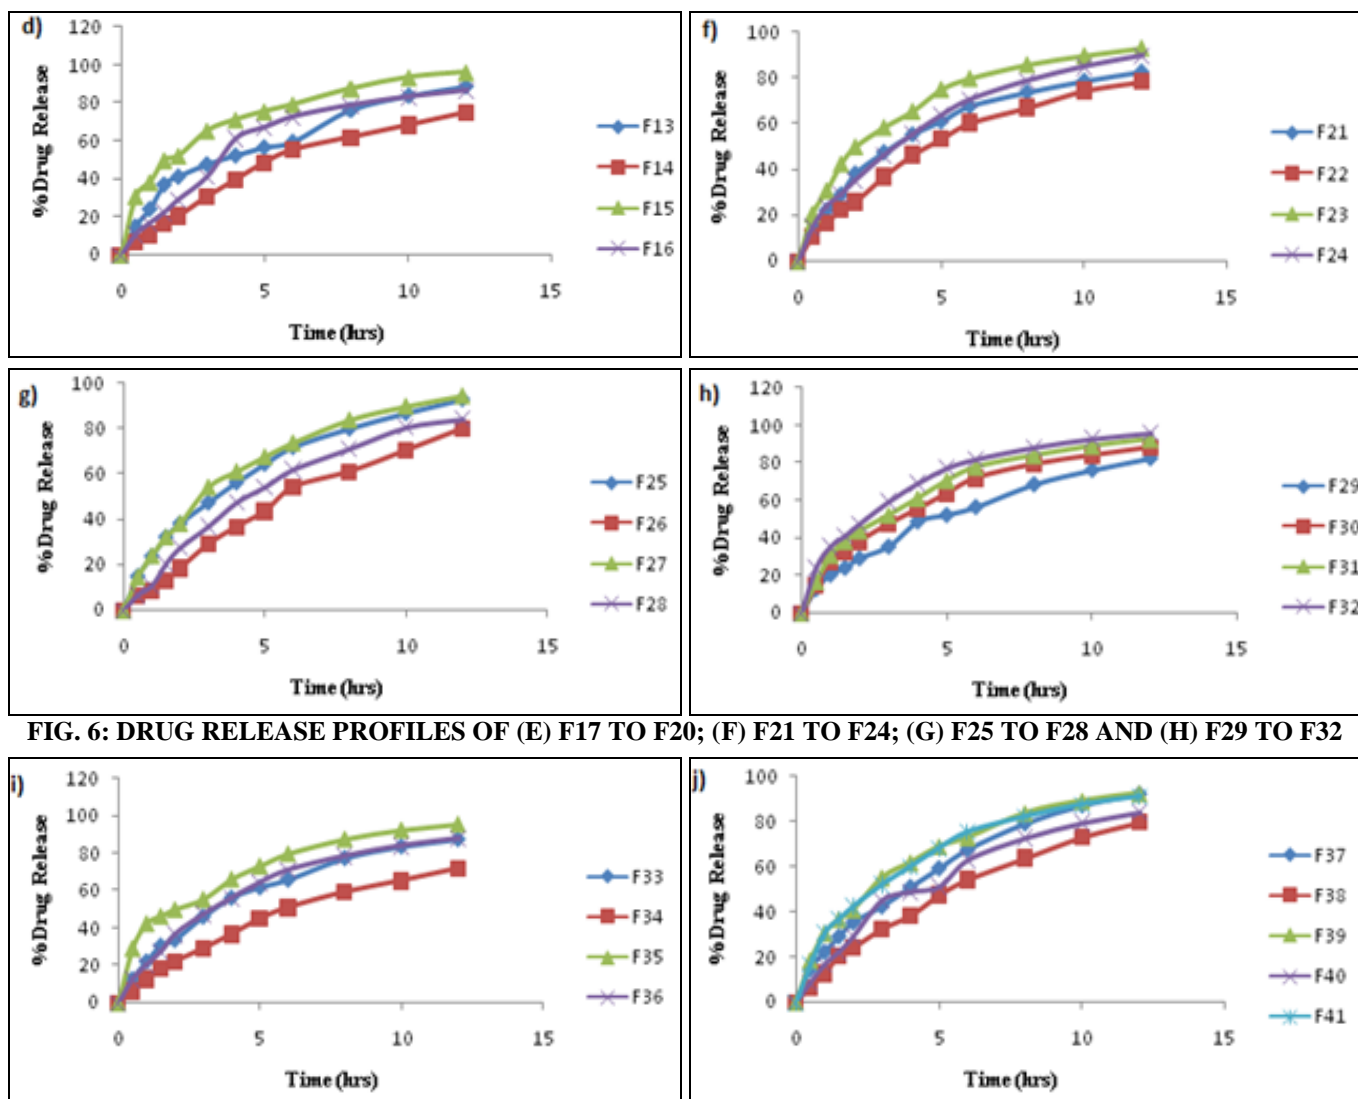 d)
120
100
80
60
40
20
0
0 5 10 15
%Drug Release
Time (hrs)
F13
F14
F15
F16
f)
100
80
60
40
20
0
0 5 10 15
%Drug Release
Time (hrs)
F21
F22
F23
F24
g)
100
80
60
40
20
0
0 5 10 15
%Drug Release
Time (hrs)
F25
F26
F27
F28
h)
120
100
80
60
40
20
0
0 5 10 15
%Drug Release
Time (hrs)
F29
F30
F31
F32
FIG. 6: DRUG RELEASE PROFILES OF (E) F17 TO F20; (F) F21 TO F24; (G) F25 TO F28 AND (H) F29 TO F32
i)
120
100
80
60
40
20
0
0 5 10 15
%Drug Release
Time (hrs)
F33
F34
F35
F36
j)
100
80
60
40
20
0
0 5 10 15
%Drug Release
Time (hrs)
F37
F38
F39
F40
F41